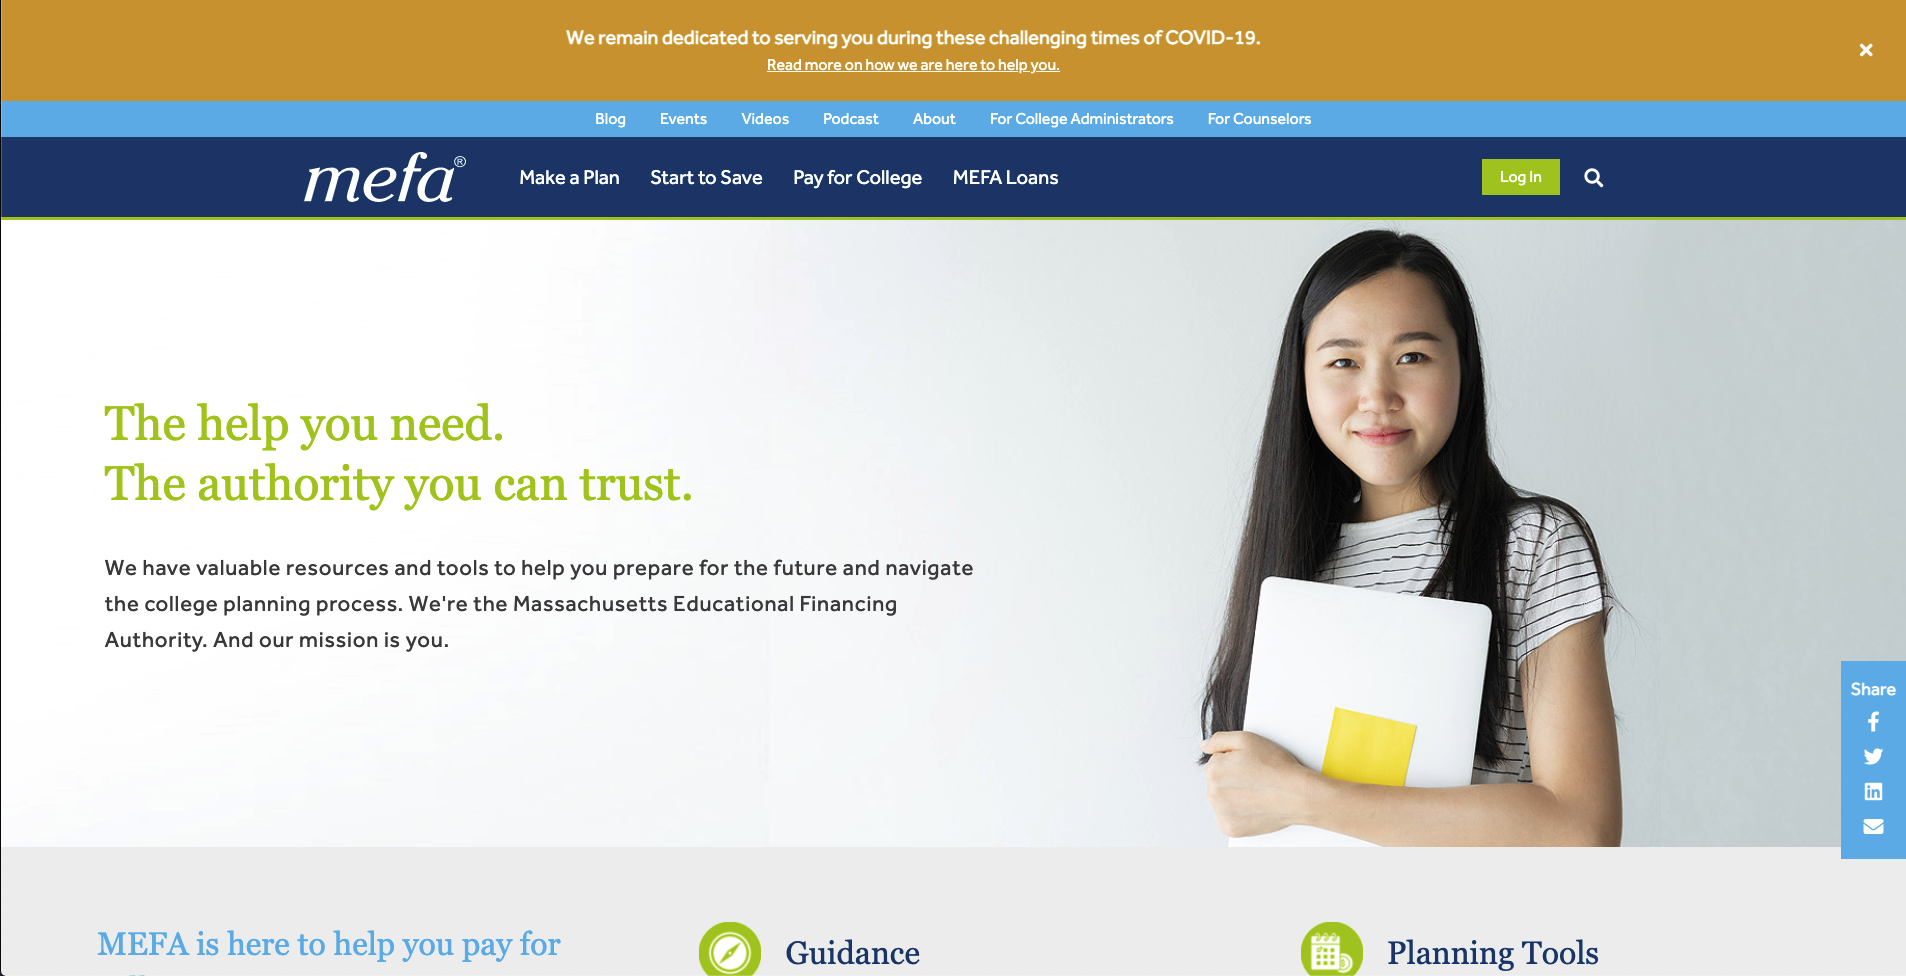 We remain dedicated to serving you during these challenging times of COVID-19.
Read more on how we are here to help you.
Blog Events Videos Podcast About For College Administrators For Counselors
mefa® Make a Plan Start to Save Pay for College MEFA Loans Log In
The help you need.
The authority you can trust.
We have valuable resources and tools to help you prepare for the future and navigate
the college planning process. We're the Massachusetts Educational Financing
Authority. And our mission is you.
Share
MEFA is here to help you pay for
Guidance
Planning Tools